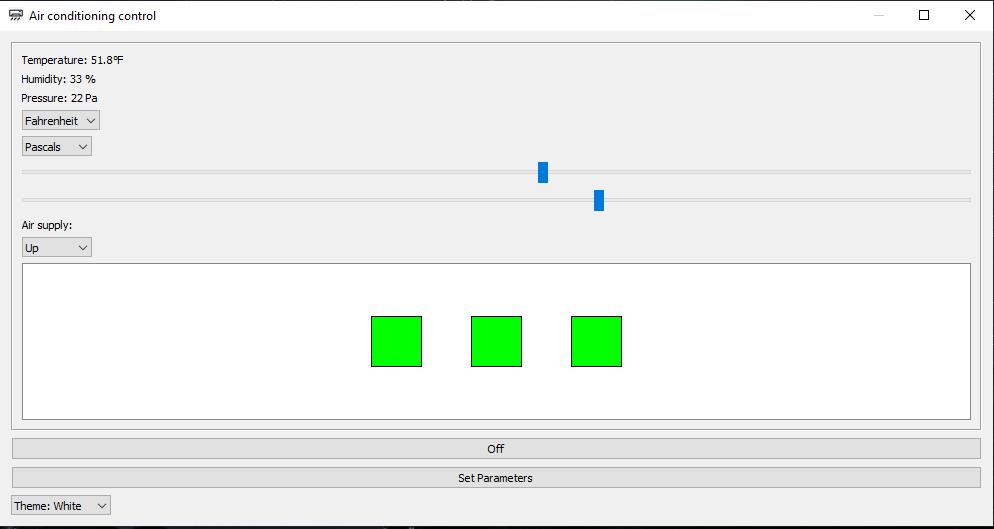 Air conditioning control
Temperature: 51.8°F
Humidity: 33 %
Pressure: 22 Pa
Fahrenheit
Pascals
Air supply:
Up
Off
Set Parameters
Theme: White